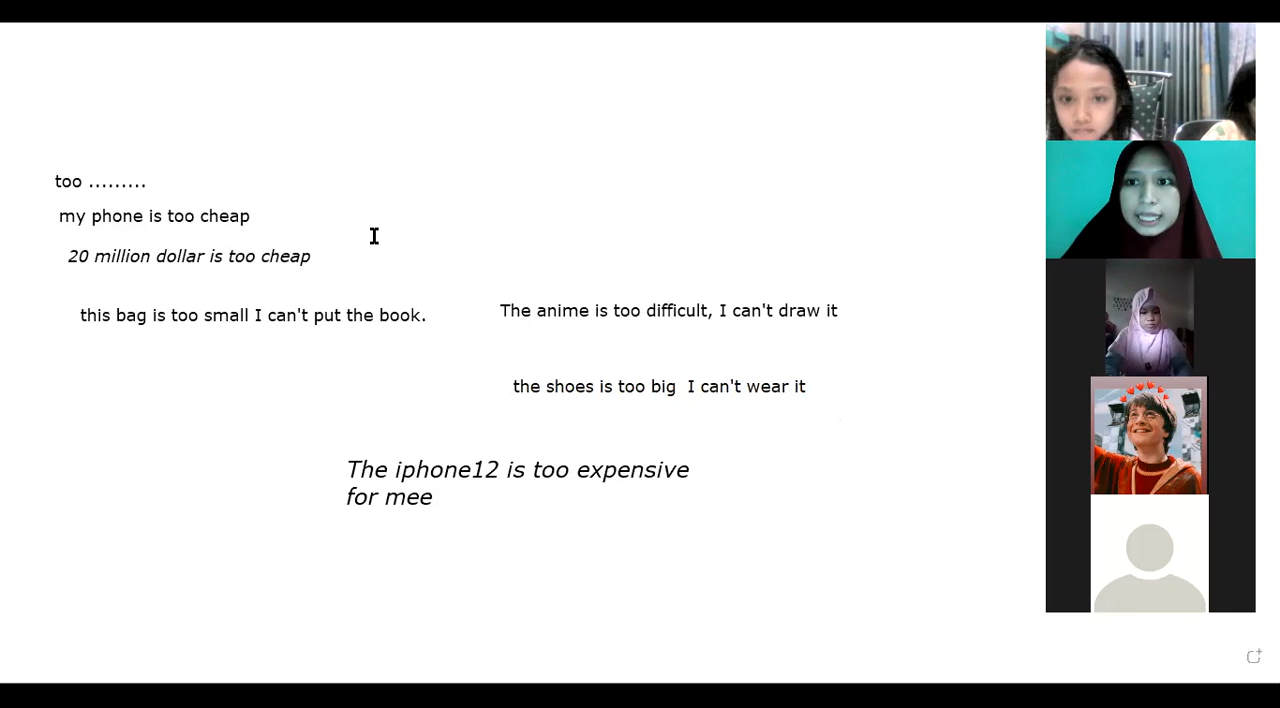 too .........
my phone is too cheap
20 million dollar is too cheap
this bag is too small I can't put the book.
The anime is too difficult, I can't draw it
the shoes is too big  I can't wear it
The iphone12 is too expensive
for mee